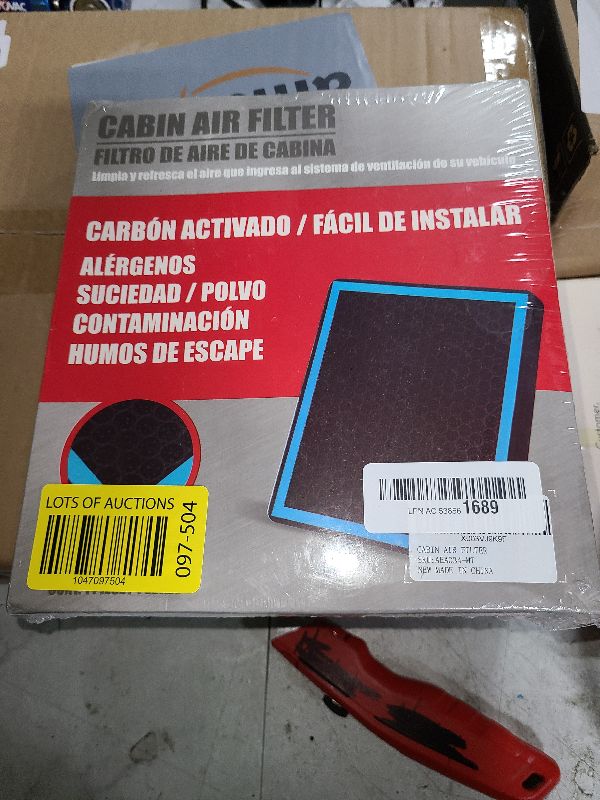 CABIN AIR FILTER
FILTRO DE AIRE DE CABINA
Limpia y refresca el aire que ingresa al sistema de ventilación de su vehículo
CARBÓN ACTIVADO / FÁCIL DE INSTALAR
ALÉRGENOS
SUCIEDAD / POLVO
CONTAMINACIÓN
HUMOS DE ESCAPE
LOTS OF AUCTIONS
1047097504
097-504
1689
CABIN AIR FILTER
NEW MADE IN CHINA
Customer